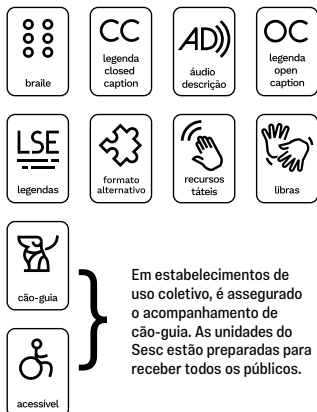 braile
CC
legenda
closed
caption
AD))
áudio
descrição
OC
legenda
open
caption
LSE
legendas
formato
alternativo
recursos
táteis
libras
cão-guia
acessível
Em estabelecimentos de
uso coletivo, é assegurado
o acompanhamento de
cão-guia. As unidades do
Sesc estão preparadas para
receber todos os públicos.